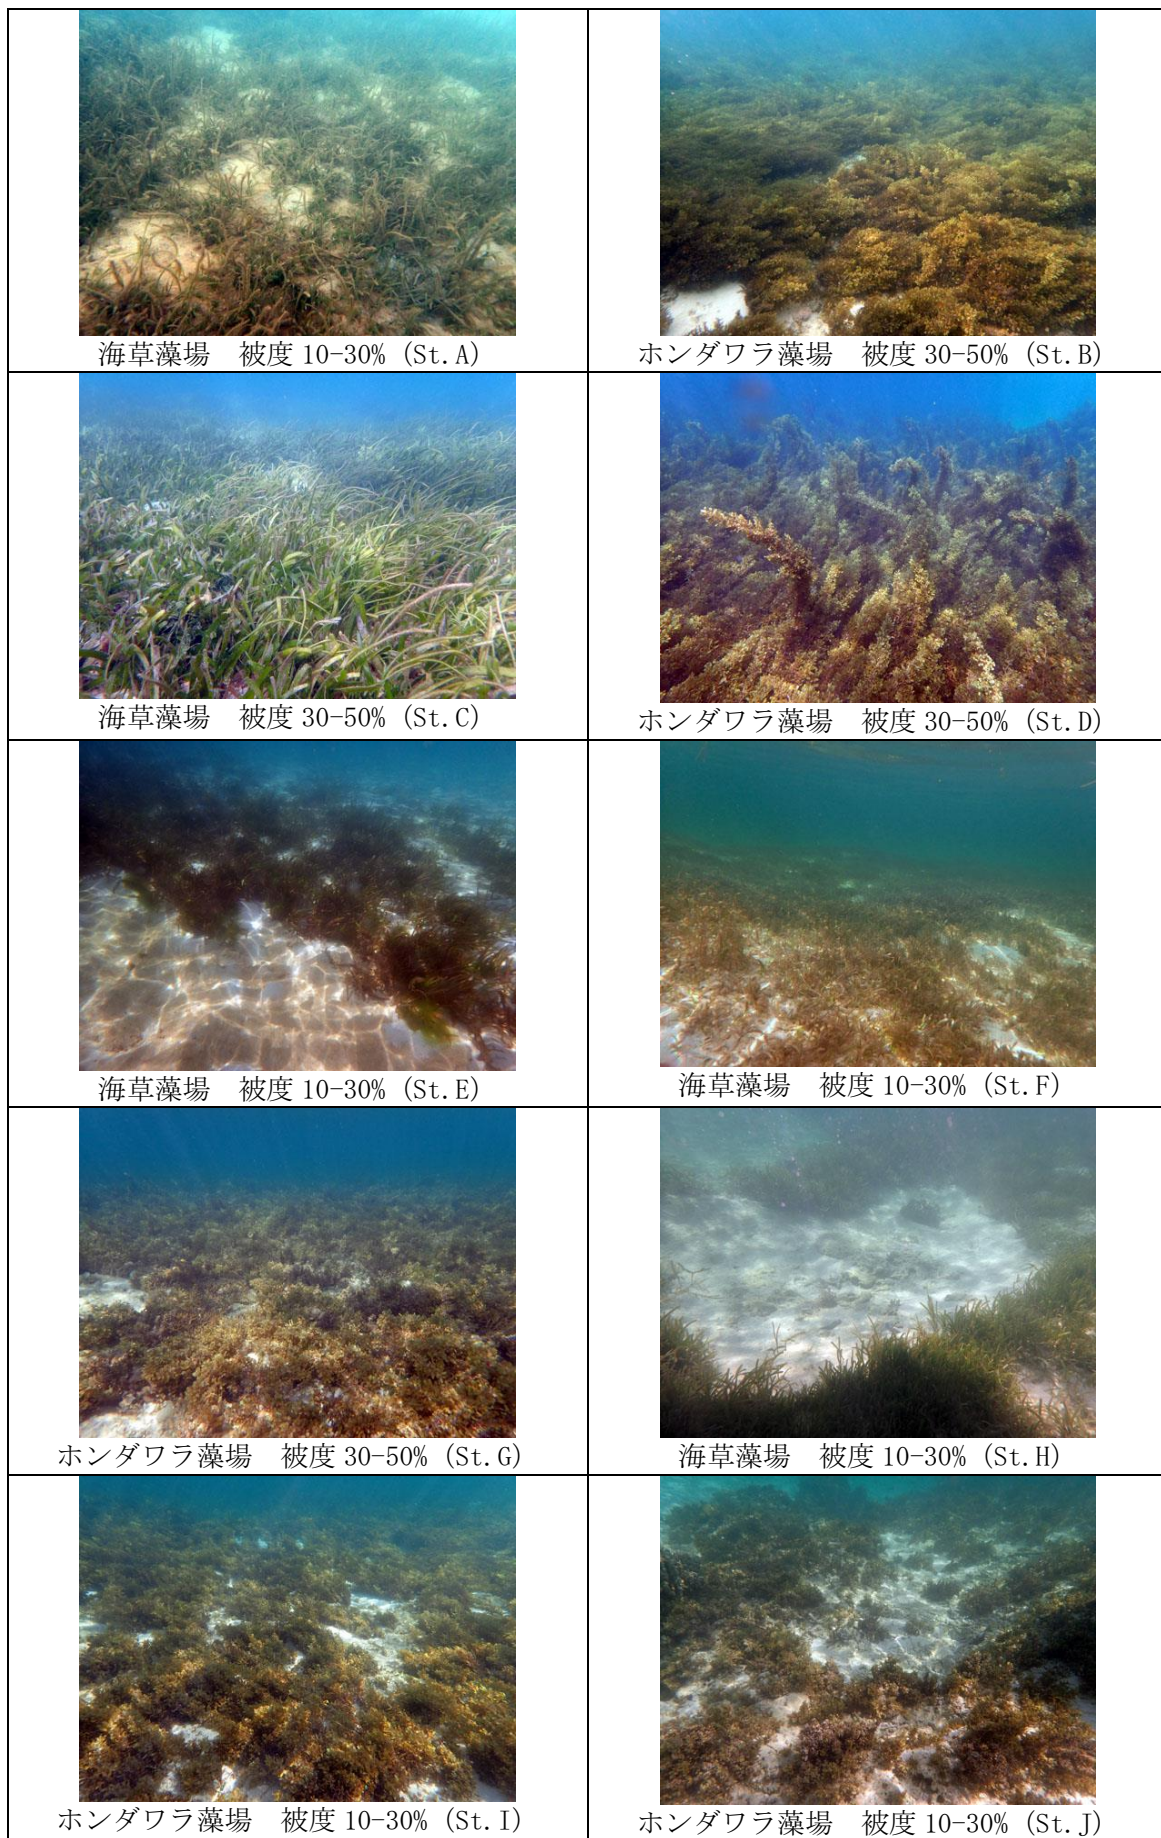 海草藻場　被度 10-30% (St.A)
ホンダワラ藻場　被度 30-50% (St.B)
海草藻場　被度 30-50% (St.C)
ホンダワラ藻場　被度 30-50% (St.D)
海草藻場　被度 10-30% (St.E)
海草藻場　被度 10-30% (St.F)
ホンダワラ藻場　被度 30-50% (St.G)
海草藻場　被度 10-30% (St.H)
ホンダワラ藻場　被度 10-30% (St.I)
ホンダワラ藻場　被度 10-30% (St.J)